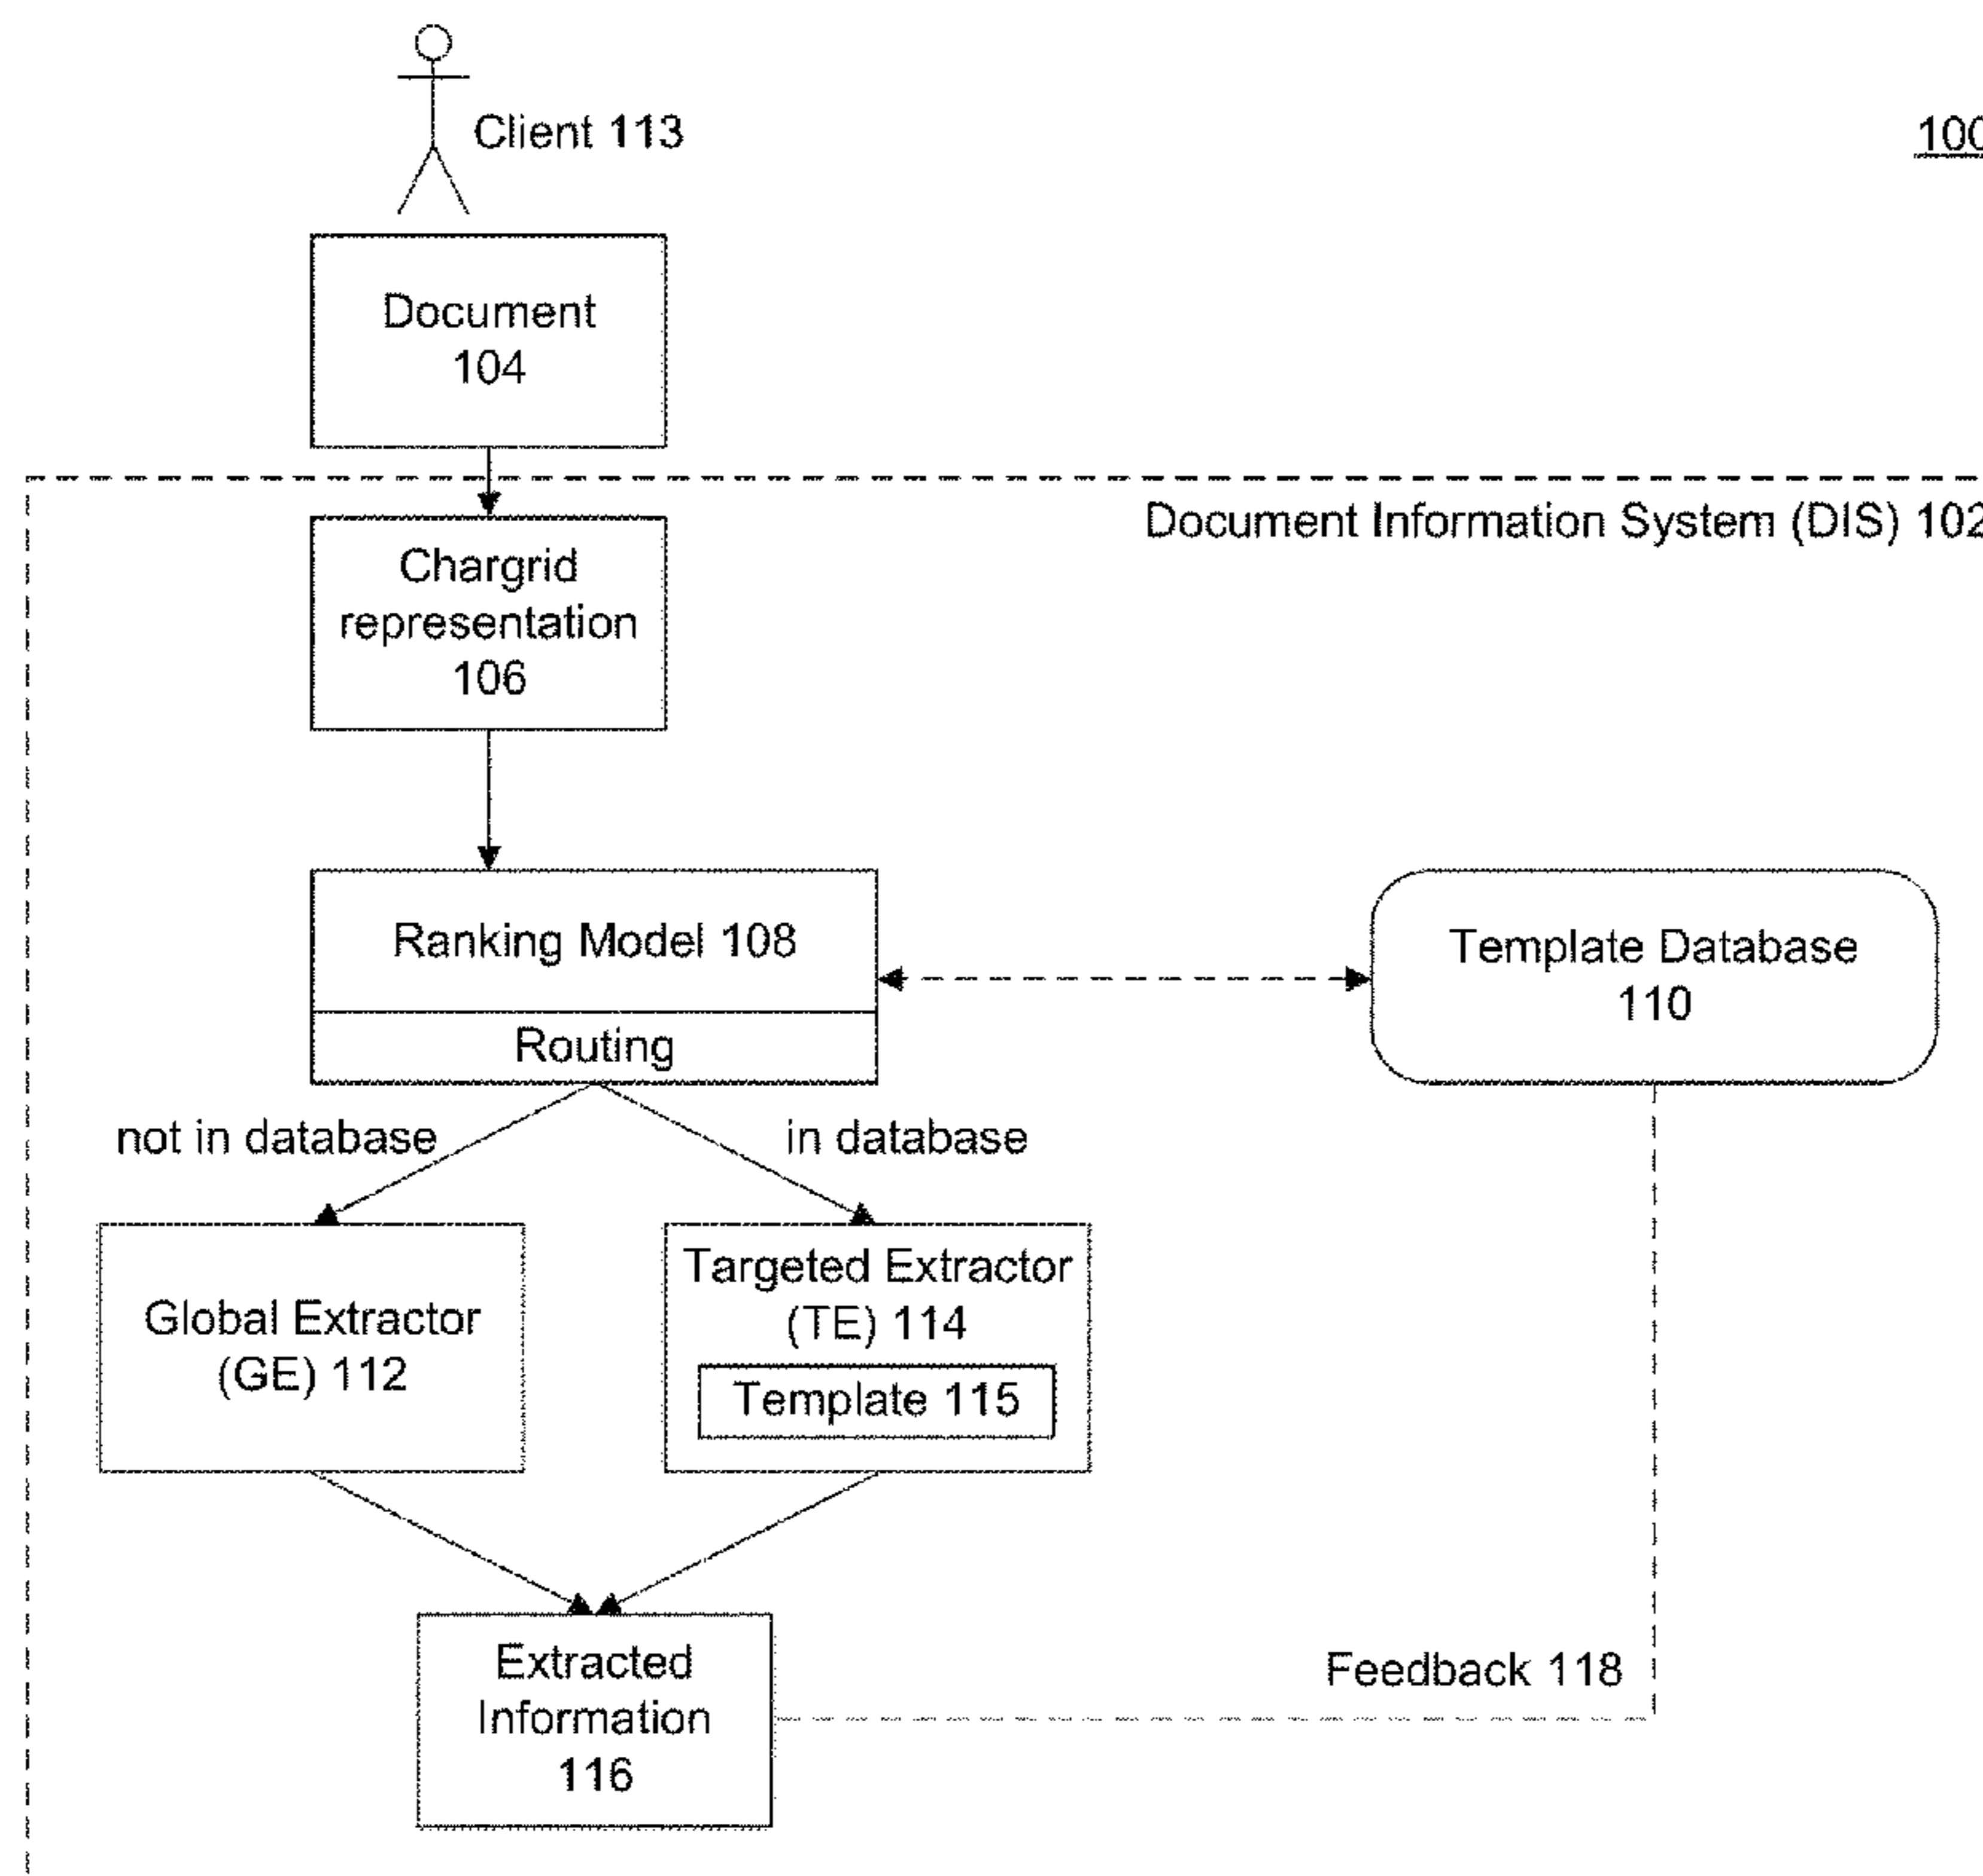 Client 113
100
Document
104
Document Information System (DIS) 102
Chargrid
representation
106
Ranking Model 108
Routing
Template Database
110
not in database
in database
Global Extractor
(GE) 112
Targeted Extractor
(TE) 114
Template 115
Extracted
Information
116
Feedback 118